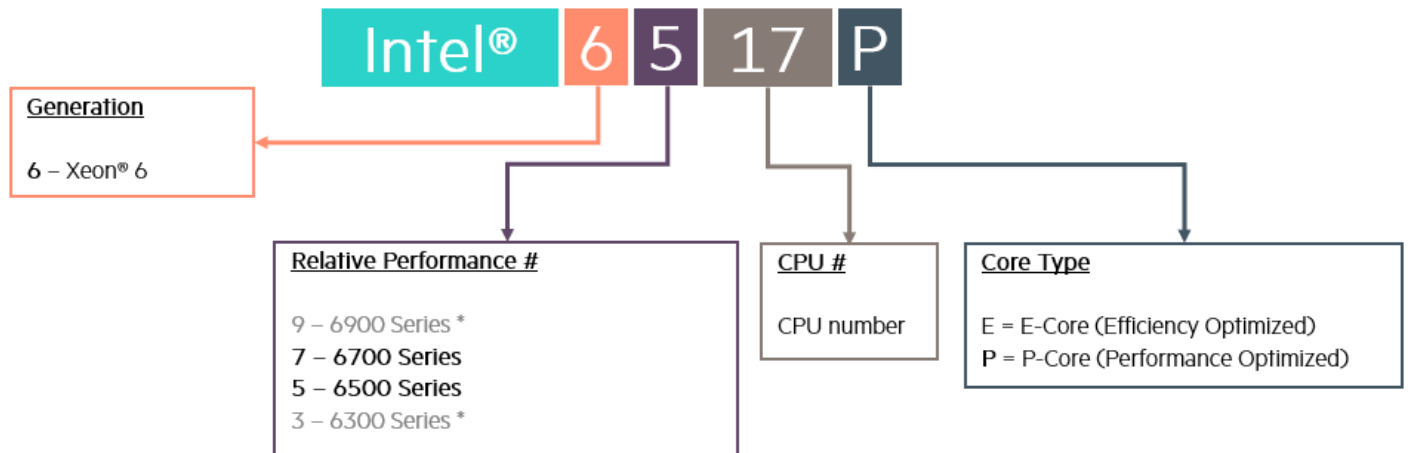 Intel® 6 5 17 P
Generation
6 – Xeon® 6
Relative Performance #
9 – 6900 Series *
7 – 6700 Series
5 – 6500 Series
3 – 6300 Series *
CPU #
CPU number
Core Type
E = E-Core (Efficiency Optimized)
P = P-Core (Performance Optimized)